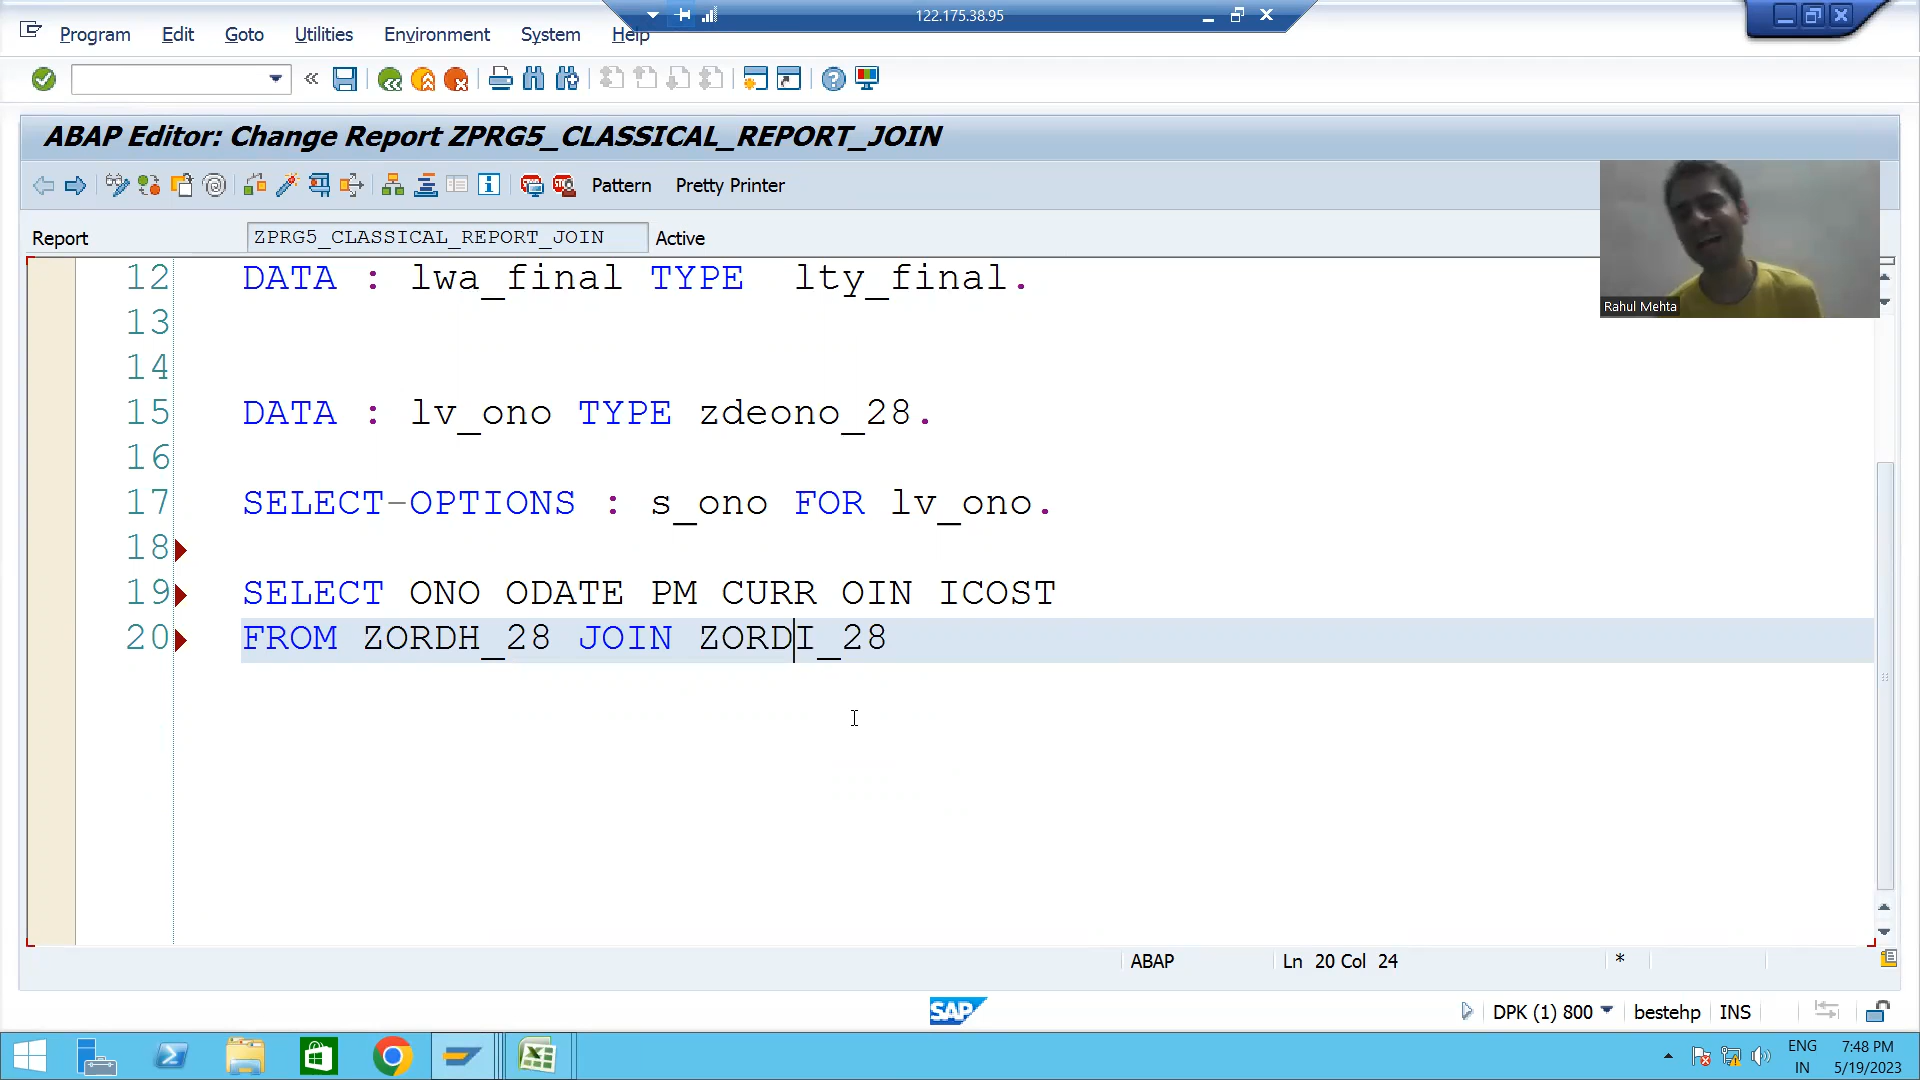 122.175.38.95
Program Edit Goto Utilities Environment System Help
ABAP Editor: Change Report ZPRG5_CLASSICAL_REPORT_JOIN
Pattern Pretty Printer
Report ZPRG5_CLASSICAL_REPORT_JOIN Active
Rahul Mehta
12 DATA : lwa_final TYPE lty_final.
13
14
15 DATA : lv_ono TYPE zdeono_28.
16
17 SELECT-OPTIONS : s_ono FOR lv_ono.
18
19 SELECT ONO ODATE PM CURR OIN ICOST
20 FROM ZORDH_28 JOIN ZORDI_28
ABAP Ln 20 Col 24 *
SAP DPK (1) 800 bestehp INS
ENG 7:48 PM
IN 5/19/2023